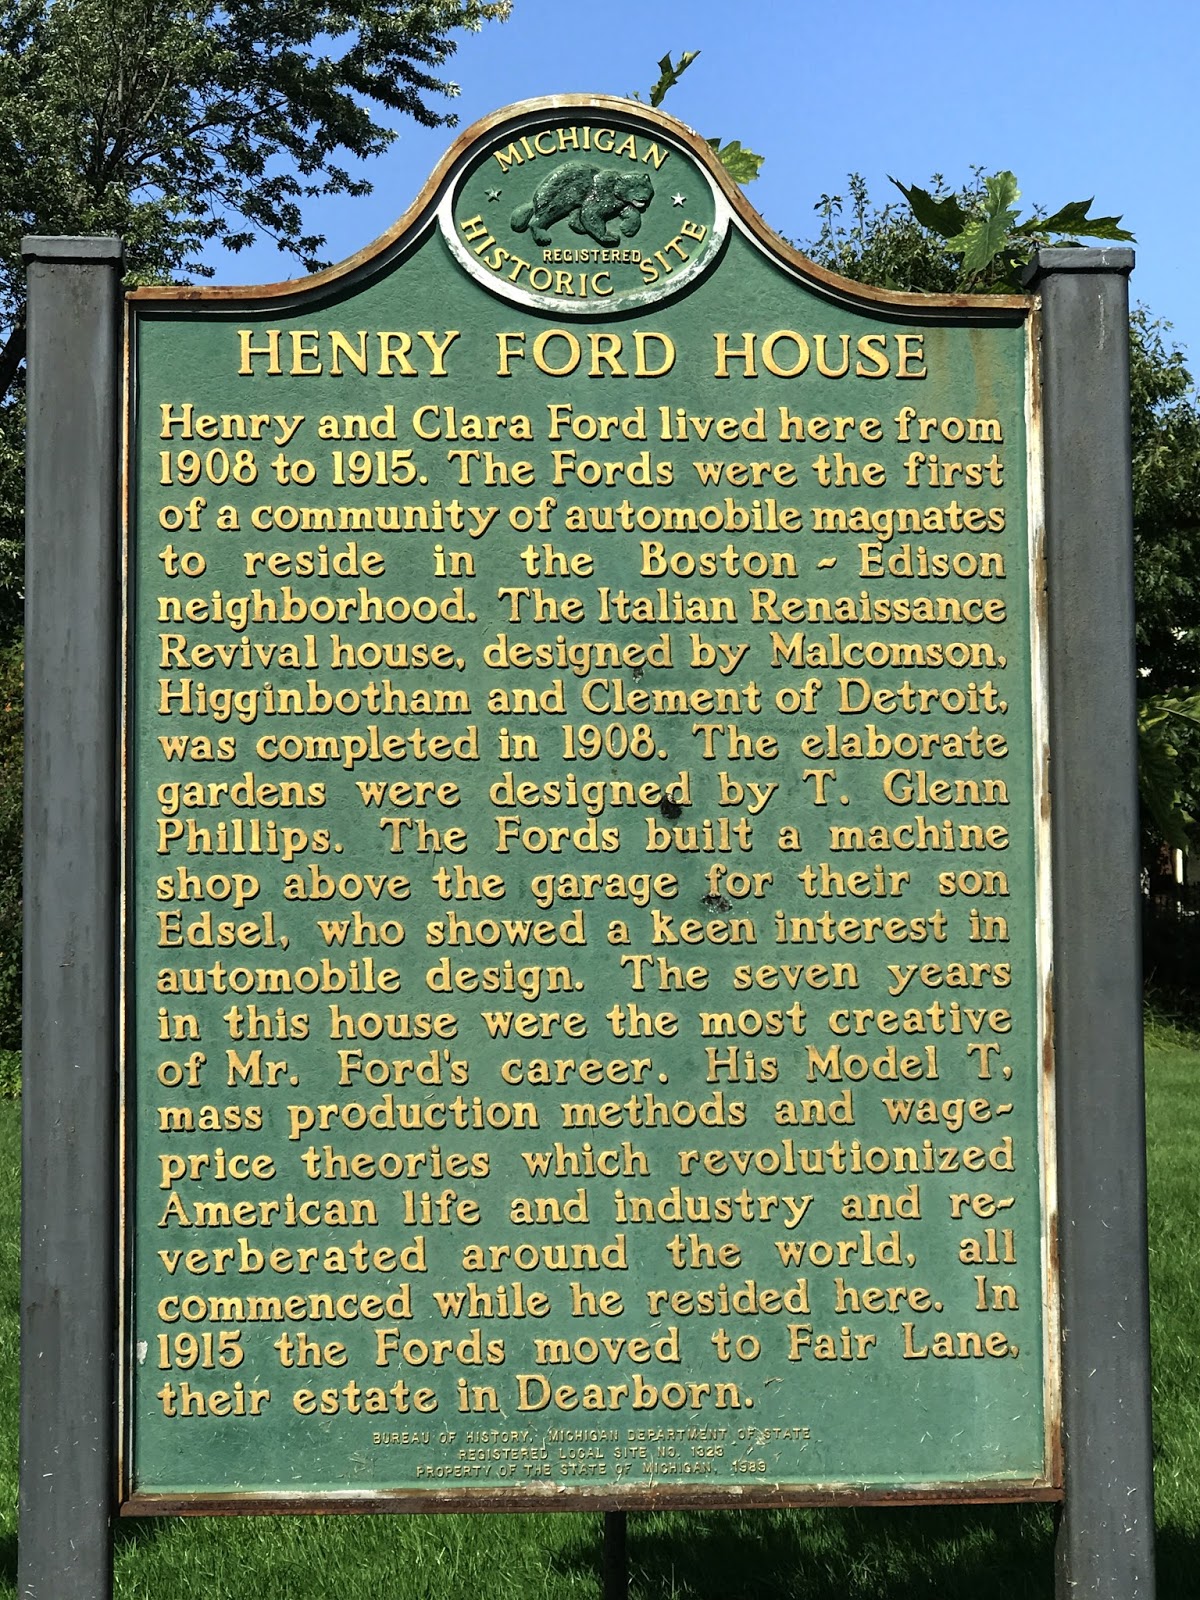 MICHIGAN
REGISTERED
HISTORIC SITE
HENRY FORD HOUSE
Henry and Clara Ford lived here from
1908 to 1915. The Fords were the first
of a community of automobile magnates
to reside in the Boston ~ Edison
neighborhood. The Italian Renaissance
Revival house, designed by Malcomson,
Higginbotham and Clement of Detroit,
was completed in 1908. The elaborate
gardens were designed by T. Glenn
Phillips. The Fords built a machine
shop above the garage for their son
Edsel, who showed a keen interest in
automobile design. The seven years
in this house were the most creative
of Mr. Ford's career. His Model T,
mass production methods and wage-
price theories which revolutionized
American life and industry and re-
verberated around the world, all
commenced while he resided here. In
1915 the Fords moved to Fair Lane,
their estate in Dearborn.
BUREAU OF HISTORY, MICHIGAN DEPARTMENT OF STATE
REGISTERED LOCAL SITE NO. 1323
PROPERTY OF THE STATE OF MICHIGAN, 1989